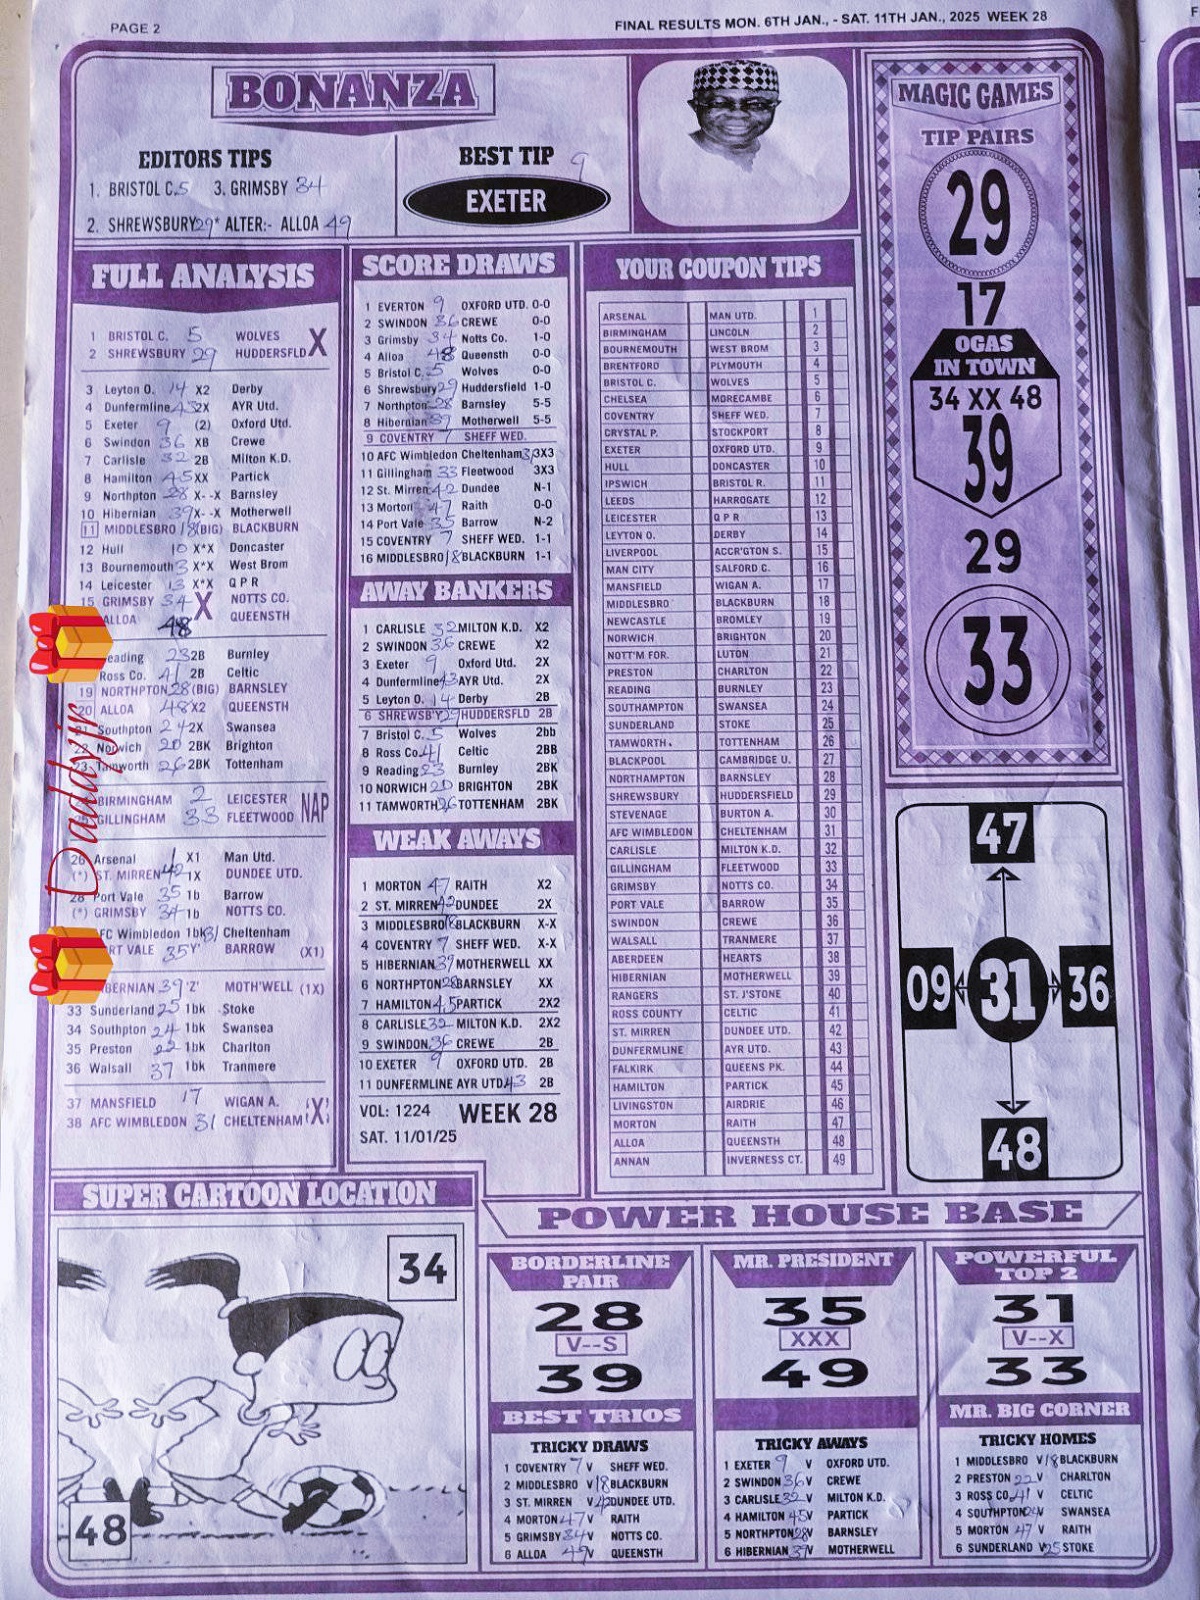 PAGE 2
FINAL RESULTS MON. 6TH JAN., - SAT. 11TH JAN., 2025 WEEK 28
BONANZA
EDITORS TIPS
1. BRISTOL C. 5 3. GRIMSBY 34
2. SHREWSBURY 29* ALTER:- ALLOA 49
BEST TIP 9
EXETER
FULL ANALYSIS
1 BRISTOL C. 5 WOLVES
2 SHREWSBURY 29 HUDDERSFLD X
3 Leyton O. 14 X2 Derby
4 Dunfermline 43 2X AYR Utd.
5 Exeter 9 (2) Oxford Utd.
6 Swindon 36 XB Crewe
7 Carlisle 32 2B Milton K.D.
8 Hamilton 45 XX Partick
9 Northpton 28 X--X Barnsley
10 Hibernian 39 X--X Motherwell
11 MIDDLESBRO 18 (BIG) BLACKBURN
12 Hull 10 X*X Doncaster
13 Bournemouth 3 X*X West Brom
14 Leicester 13 X*X Q P R
15 GRIMSBY 34 X NOTTS CO.
ALLOA 48 QUEENSTH
eading 23 2B Burnley
Ross Co. 41 2B Celtic
19 NORTHPTON 28 (BIG) BARNSLEY
20 ALLOA 48 X2 QUEENSTH
21 Southpton 24 2X Swansea
22 Norwich 20 2BK Brighton
23 Tamworth 26 2BK Tottenham
BIRMINGHAM 2 LEICESTER
25 GILLINGHAM 33 FLEETWOOD NAP
26 Arsenal 1 X1 Man Utd.
(*) ST. MIRREN 42 1X DUNDEE UTD.
28 Port Vale 35 1b Barrow
(*) GRIMSBY 34 1b NOTTS CO.
FC Wimbledon 1bk 31 Cheltenham
RT VALE 35 'Y' BARROW (X1)
BERNIAN 39 'Z' MOTH'WELL (1X)
33 Sunderland 25 1bk Stoke
34 Southpton 24 1bk Swansea
35 Preston 22 1bk Charlton
36 Walsall 37 1bk Tranmere
37 MANSFIELD 17 WIGAN A.
38 AFC WIMBLEDON 31 CHELTENHAM (X)
Daddyjr
SCORE DRAWS
1 EVERTON 9 OXFORD UTD. 0-0
2 SWINDON 36 CREWE 0-0
3 Grimsby 34 Notts Co. 1-0
4 Alloa 48 Queensth 0-0
5 Bristol C. 5 Wolves 0-0
6 Shrewsbury 29 Huddersfield 1-0
7 Northpton 28 Barnsley 5-5
8 Hibernian 39 Motherwell 5-5
9 COVENTRY 7 SHEFF WED.
10 AFC Wimbledon Cheltenham 31 3X3
11 Gillingham 33 Fleetwood 3X3
12 St. Mirren 42 Dundee N-1
13 Morton 47 Raith 0-0
14 Port Vale 35 Barrow N-2
15 COVENTRY 7 SHEFF WED. 1-1
16 MIDDLESBRO 18 BLACKBURN 1-1
AWAY BANKERS
1 CARLISLE 32 MILTON K.D. X2
2 SWINDON 36 CREWE X2
3 Exeter 9 Oxford Utd. 2X
4 Dunfermline 43 AYR Utd. 2X
5 Leyton O. 14 Derby 2B
6 SHREWSB'Y 29 HUDDERSFLD 2B
7 Bristol C. 5 Wolves 2bb
8 Ross Co. 41 Celtic 2BB
9 Reading 23 Burnley 2BK
10 NORWICH 20 BRIGHTON 2BK
11 TAMWORTH 26 TOTTENHAM 2BK
WEAK AWAYS
1 MORTON 47 RAITH X2
2 ST. MIRREN 42 DUNDEE 2X
3 MIDDLESBRO 18 BLACKBURN X-X
4 COVENTRY 7 SHEFF WED. X-X
5 HIBERNIAN 39 MOTHERWELL XX
6 NORTHPTON 28 BARNSLEY XX
7 HAMILTON 45 PARTICK 2X2
8 CARLISLE 32 MILTON K.D. 2X2
9 SWINDON 36 CREWE 2B
10 EXETER 9 OXFORD UTD. 2B
11 DUNFERMLINE AYR UTD. 43 2B
VOL: 1224 WEEK 28
SAT. 11/01/25
YOUR COUPON TIPS
ARSENAL MAN UTD. 1
BIRMINGHAM LINCOLN 2
BOURNEMOUTH WEST BROM 3
BRENTFORD PLYMOUTH 4
BRISTOL C. WOLVES 5
CHELSEA MORECAMBE 6
COVENTRY SHEFF WED. 7
CRYSTAL P. STOCKPORT 8
EXETER OXFORD UTD. 9
HULL DONCASTER 10
IPSWICH BRISTOL R. 11
LEEDS HARROGATE 12
LEICESTER Q P R 13
LEYTON O. DERBY 14
LIVERPOOL ACCR'GTON S. 15
MAN CITY SALFORD C. 16
MANSFIELD WIGAN A. 17
MIDDLESBRO BLACKBURN 18
NEWCASTLE BROMLEY 19
NORWICH BRIGHTON 20
NOTT'M FOR. LUTON 21
PRESTON CHARLTON 22
READING BURNLEY 23
SOUTHAMPTON SWANSEA 24
SUNDERLAND STOKE 25
TAMWORTH. TOTTENHAM 26
BLACKPOOL CAMBRIDGE U. 27
NORTHAMPTON BARNSLEY 28
SHREWSBURY HUDDERSFIELD 29
STEVENAGE BURTON A. 30
AFC WIMBLEDON CHELTENHAM 31
CARLISLE MILTON K.D. 32
GILLINGHAM FLEETWOOD 33
GRIMSBY NOTTS CO. 34
PORT VALE BARROW 35
SWINDON CREWE 36
WALSALL TRANMERE 37
ABERDEEN HEARTS 38
HIBERNIAN MOTHERWELL 39
RANGERS ST. J'STONE 40
ROSS COUNTY CELTIC 41
ST. MIRREN DUNDEE UTD. 42
DUNFERMLINE AYR UTD. 43
FALKIRK QUEENS PK. 44
HAMILTON PARTICK 45
LIVINGSTON AIRDRIE 46
MORTON RAITH 47
ALLOA QUEENSTH 48
ANNAN INVERNESS CT. 49
MAGIC GAMES
TIP PAIRS
29
17
OGAS
IN TOWN
34 XX 48
39
29
33
47
09 31 36
48
SUPER CARTOON LOCATION
34
48
POWER HOUSE BASE
BORDERLINE
PAIR
28
V--S
39
BEST TRIOS
TRICKY DRAWS
1 COVENTRY 7 V SHEFF WED.
2 MIDDLESBRO V 18 BLACKBURN
3 ST. MIRREN V 42 DUNDEE UTD.
4 MORTON 47 V RAITH
5 GRIMSBY 34 V NOTTS CO.
6 ALLOA 49 V QUEENSTH
MR. PRESIDENT
35
XXX
49
TRICKY AWAYS
1 EXETER 9 V OXFORD UTD.
2 SWINDON 36 V CREWE
3 CARLISLE 32 V MILTON K.D.
4 HAMILTON 45 V PARTICK
5 NORTHPTON 28 V BARNSLEY
6 HIBERNIAN 39 V MOTHERWELL
POWERFUL
TOP 2
31
V--X
33
MR. BIG CORNER
TRICKY HOMES
1 MIDDLESBRO V 18 BLACKBURN
2 PRESTON 22 V CHARLTON
3 ROSS CO. 41 V CELTIC
4 SOUTHPTON 24 V SWANSEA
5 MORTON 47 V RAITH
6 SUNDERLAND V 25 STOKE